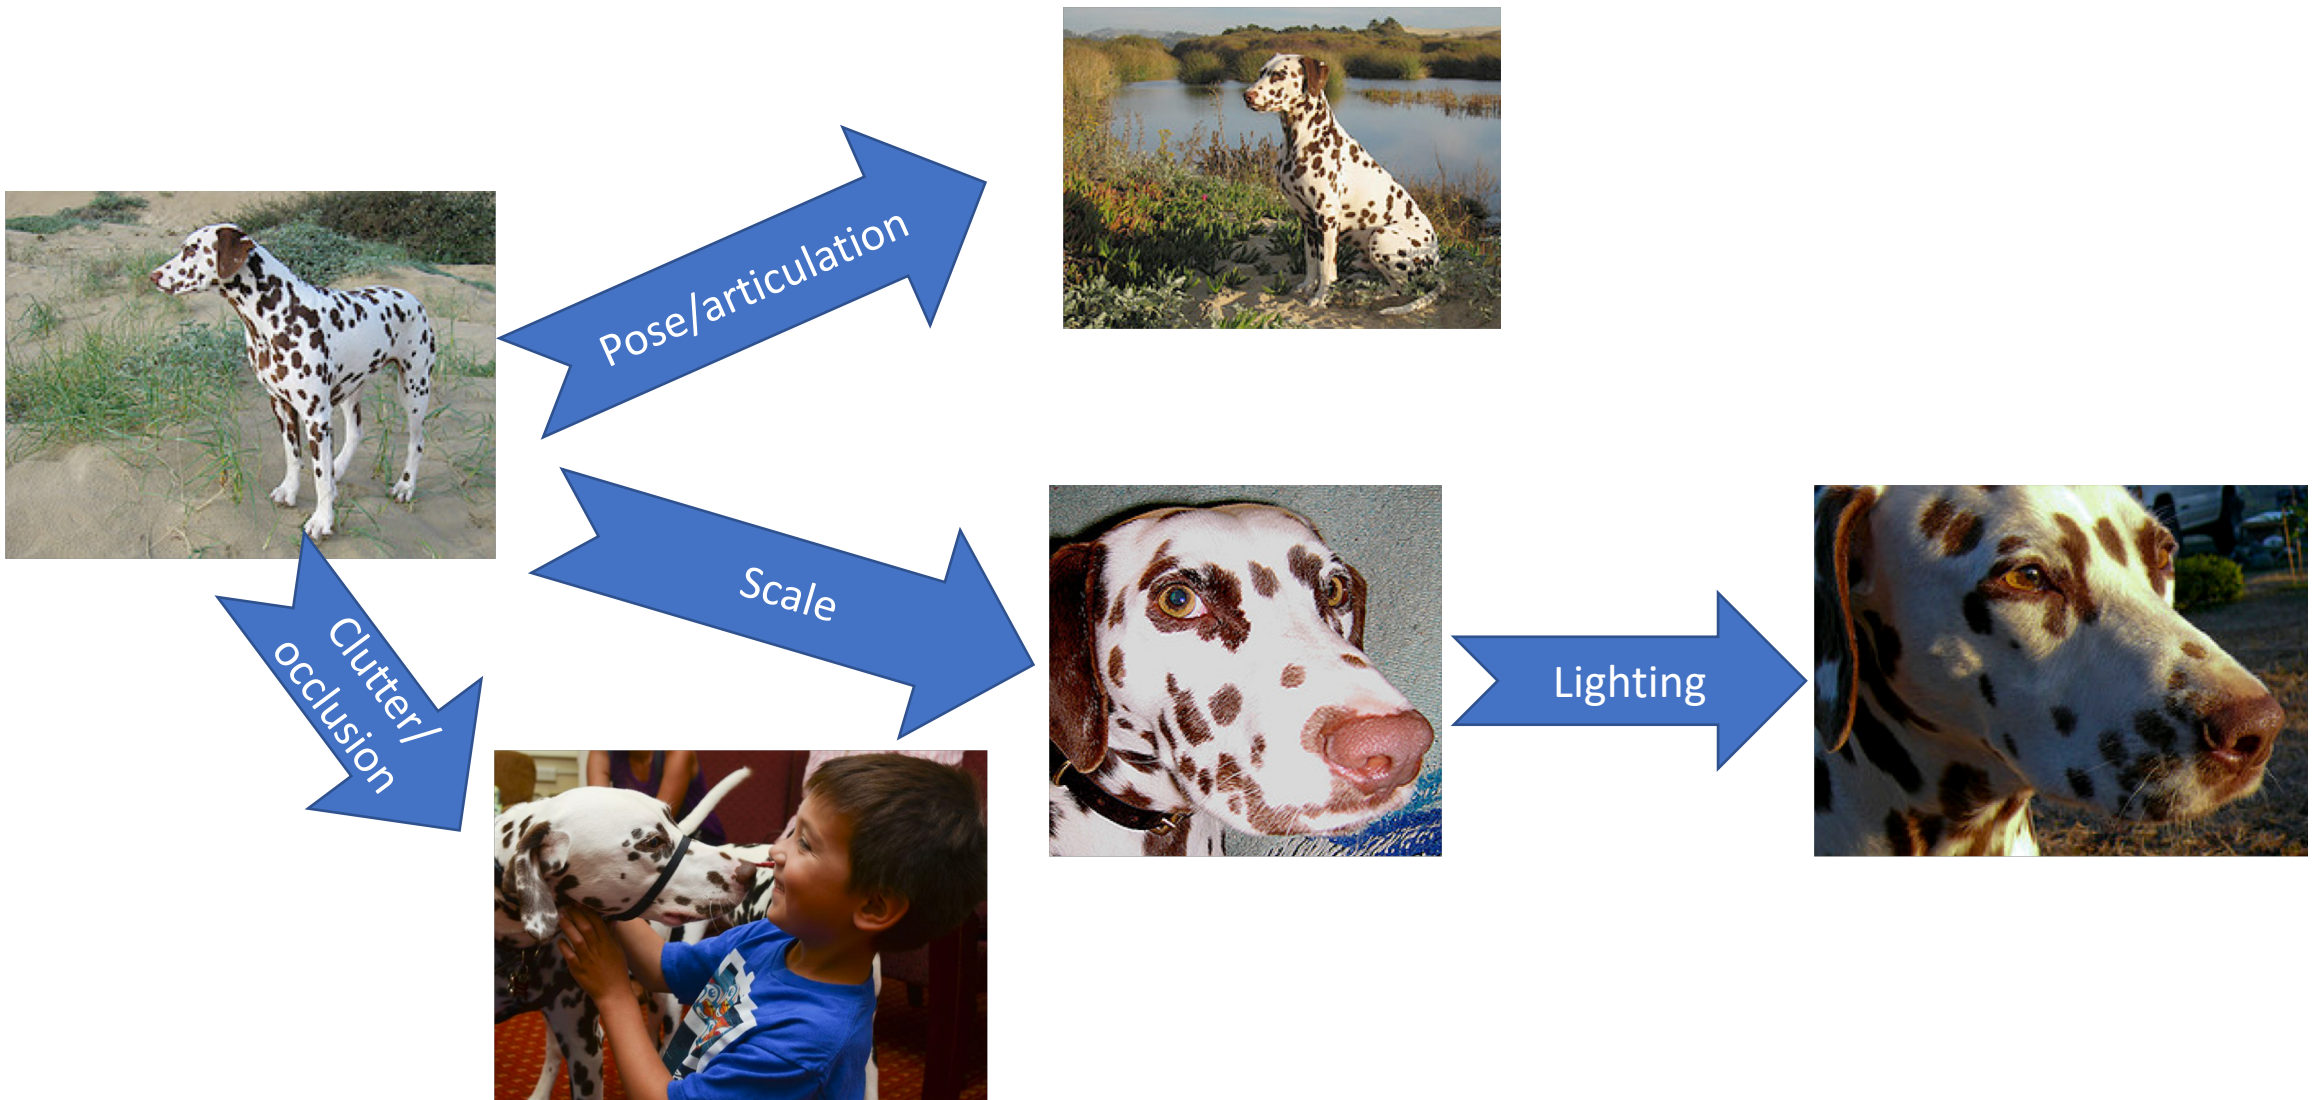 Pose/articulation
Scale
Lighting
Clutter/
occlusion